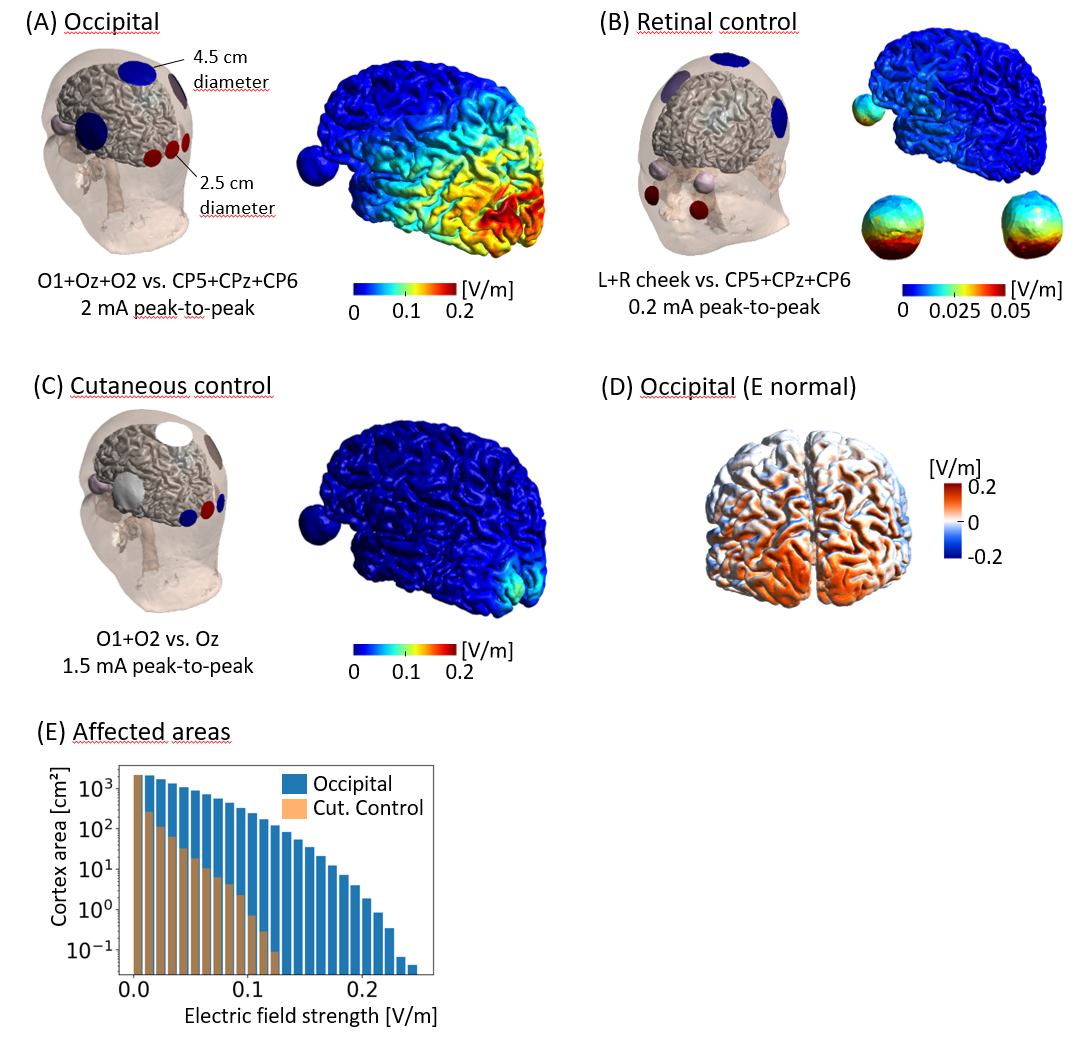 (A) Occipital
4.5 cm
diameter
2.5 cm
diameter
O1+Oz+O2 vs. CP5+CPz+CP6
2 mA peak-to-peak
[V/m]
0 0.1 0.2
(B) Retinal control
L+R cheek vs. CP5+CPz+CP6
0.2 mA peak-to-peak
[V/m]
0 0.025 0.05
(C) Cutaneous control
O1+O2 vs. Oz
1.5 mA peak-to-peak
[V/m]
0 0.1 0.2
(D) Occipital (E normal)
[V/m]
0.2
0
-0.2
(E) Affected areas
Cortex area [cm²]
10³
10²
10¹
10⁰
10⁻¹
Occipital
Cut. Control
0.0 0.1 0.2
Electric field strength [V/m]